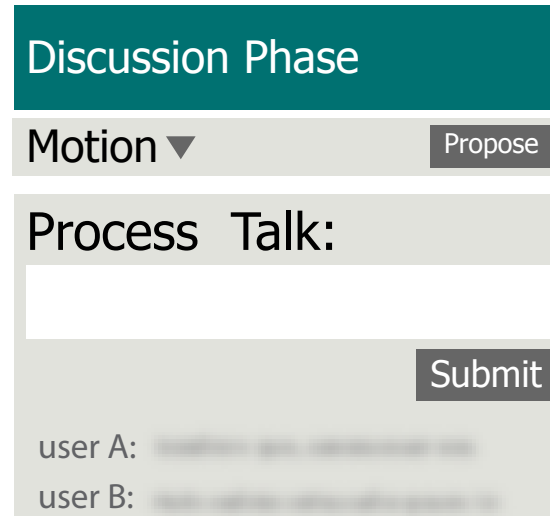 Discussion Phase
Motion Propose
Process Talk:
Submit
user A:
user B: